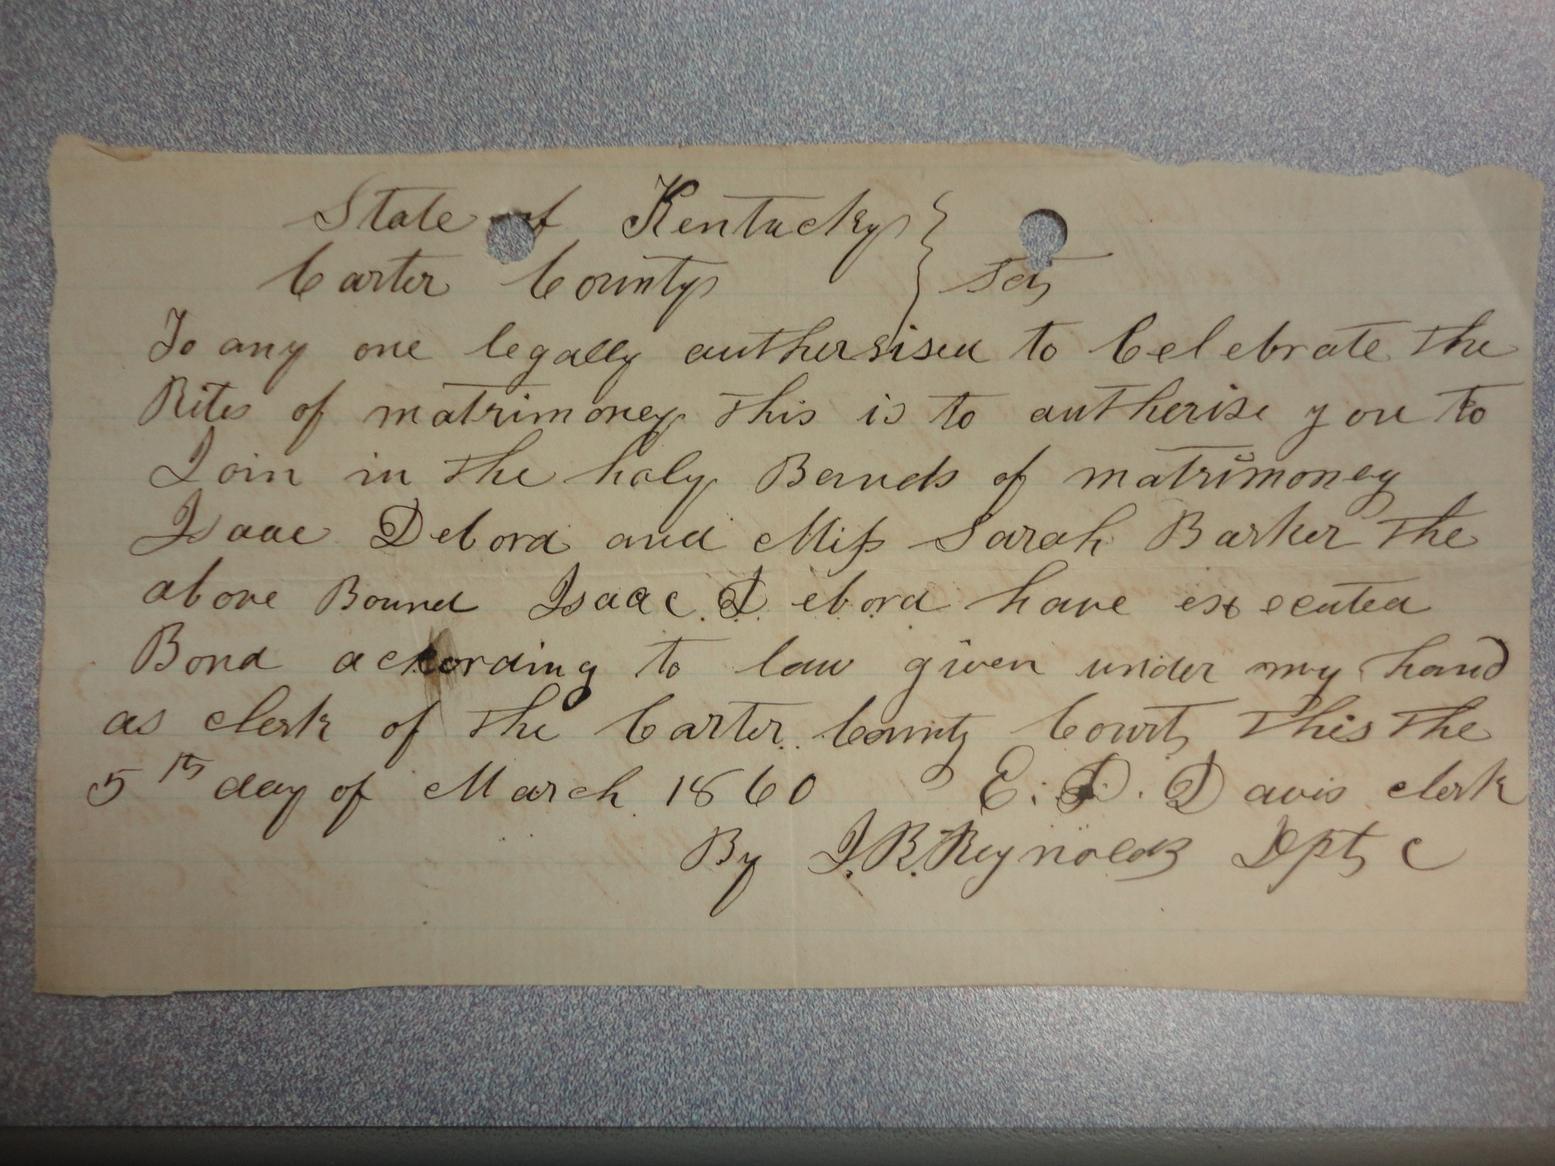 State of Kentucky }
Carter County } Sct
To any one legally authersised to Celebrate the
Rites of matrimoney This is to autherise you to
Join in the holy Bands of matrimoney
Isaac Debord and Miss Sarah Barker The
above Bound Isaac Debord have executed
Bond ackording to law given under my hand
as clerk of the Carter County Court This The
5th day of March 1860 E. D. Davis clerk
By J. R. Reynolds Dpt C